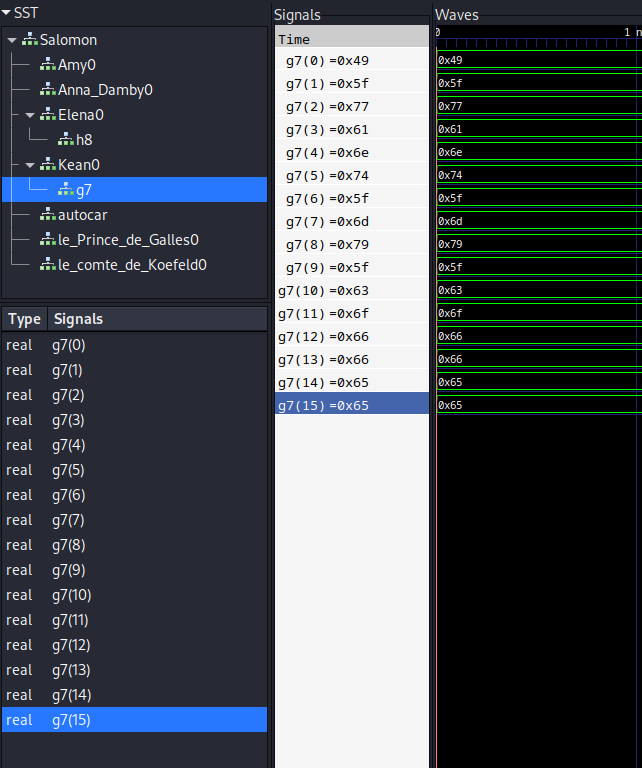 SST
Salomon
Amy0
Anna_Damby0
Elena0
h8
Kean0
g7
autocar
le_Prince_de_Galles0
le_comte_de_Koefeld0
Type Signals
real g7(0)
real g7(1)
real g7(2)
real g7(3)
real g7(4)
real g7(5)
real g7(6)
real g7(7)
real g7(8)
real g7(9)
real g7(10)
real g7(11)
real g7(12)
real g7(13)
real g7(14)
real g7(15)
Signals
Time
g7(0) =0x49
g7(1) =0x5f
g7(2) =0x77
g7(3) =0x61
g7(4) =0x6e
g7(5) =0x74
g7(6) =0x5f
g7(7) =0x6d
g7(8) =0x79
g7(9) =0x5f
g7(10) =0x63
g7(11) =0x6f
g7(12) =0x66
g7(13) =0x66
g7(14) =0x65
g7(15) =0x65
Waves
0 1 n
0x49
0x5f
0x77
0x61
0x6e
0x74
0x5f
0x6d
0x79
0x5f
0x63
0x6f
0x66
0x66
0x65
0x65